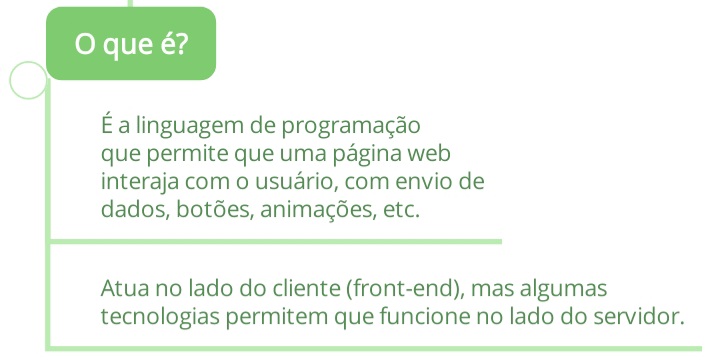 O que é?
É a linguagem de programação
que permite que uma página web
interaja com o usuário, com envio de
dados, botões, animações, etc.
Atua no lado do cliente (front-end), mas algumas
tecnologias permitem que funcione no lado do servidor.